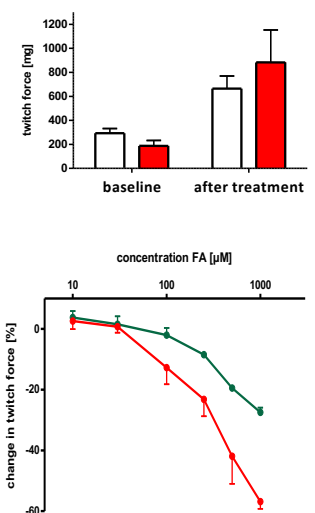 1200
1000
800
600
400
200
0
twitch force [mg]
baseline after treatment
concentration FA [µM]
10 100 1000
0
-20
-40
-60
change in twitch force [%]